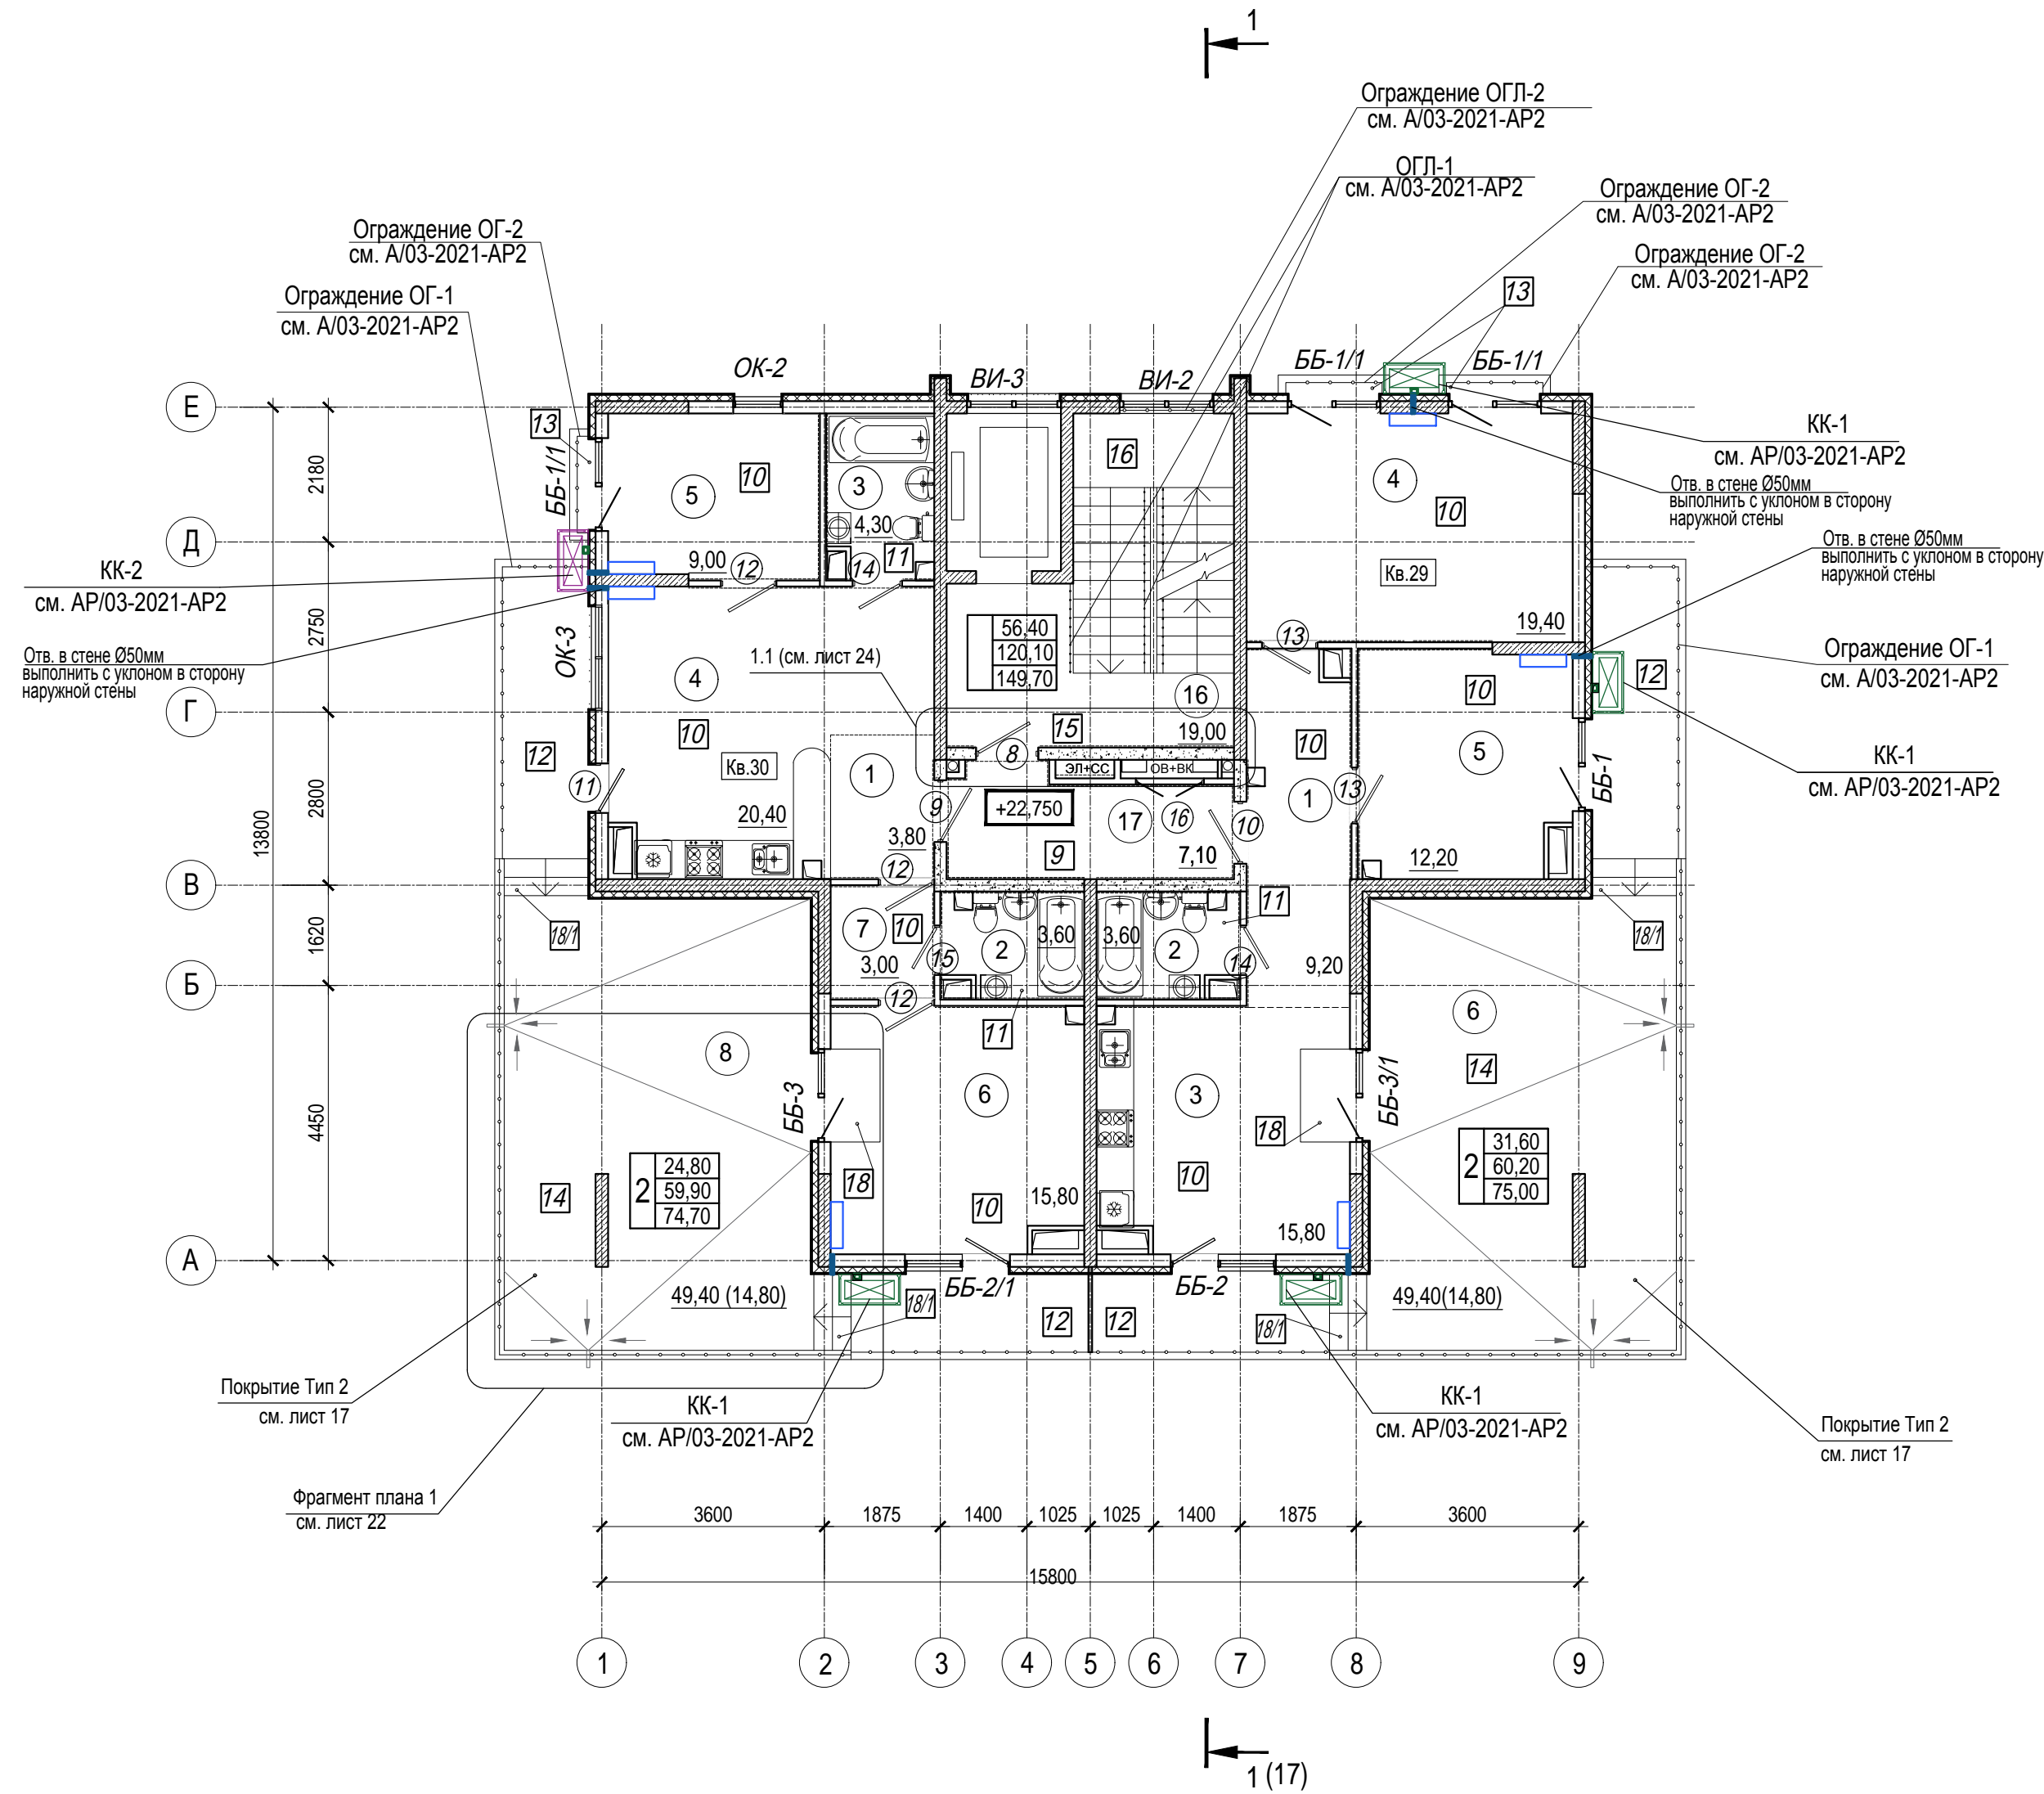 1
Ограждение ОГЛ-2
см. А/03-2021-АР2
ОГЛ-1
см. А/03-2021-АР2
Ограждение ОГ-2
см. А/03-2021-АР2
Ограждение ОГ-2
см. А/03-2021-АР2
Ограждение ОГ-2
см. А/03-2021-АР2
Ограждение ОГ-1
см. А/03-2021-АР2
13
ОК-2
ВИ-3
ВИ-2
ББ-1/1
ББ-1/1
Е
13
ББ-1/1
КК-1
см. АР/03-2021-АР2
Отв. в стене Ø50мм
выполнить с уклоном в сторону
наружной стены
2180
5
10
3
16
4
10
4,30
11
Д
9,00
12
14
Отв. в стене Ø50мм
выполнить с уклоном в сторону
наружной стены
КК-2
см. АР/03-2021-АР2
Кв.29
2750
56,40
120,10
149,70
13
19,40
Отв. в стене Ø50мм
выполнить с уклоном в сторону
наружной стены
ОК-3
1.1 (см. лист 24)
4
16
10
12
Ограждение ОГ-1
см. А/03-2021-АР2
Г
10
15
19,00
10
5
12
Кв.30
1
8
ЭЛ+СС
ОВ+ВК
КК-1
см. АР/03-2021-АР2
11
9
+22,750
17
16
10
1
13
ББ-1
2800
13800
20,40
3,80
9
7,10
12,20
12
В
11
1620
18/1
7
10
2
3,60
3,60
2
18/1
3,00
15
14
9,20
Б
12
11
6
8
6
3
14
ББ-3
ББ-3/1
4450
18
18
2
24,80
59,90
74,70
2
31,60
60,20
75,00
14
18
10
15,80
10
15,80
А
49,40 (14,80)
18/1
ББ-2/1
ББ-2
49,40(14,80)
12
12
18/1
Покрытие Тип 2
см. лист 17
КК-1
см. АР/03-2021-АР2
КК-1
см. АР/03-2021-АР2
Покрытие Тип 2
см. лист 17
Фрагмент плана 1
см. лист 22
3600
1875
1400
1025
1025
1400
1875
3600
15800
1
2
3
4
5
6
7
8
9
1 (17)